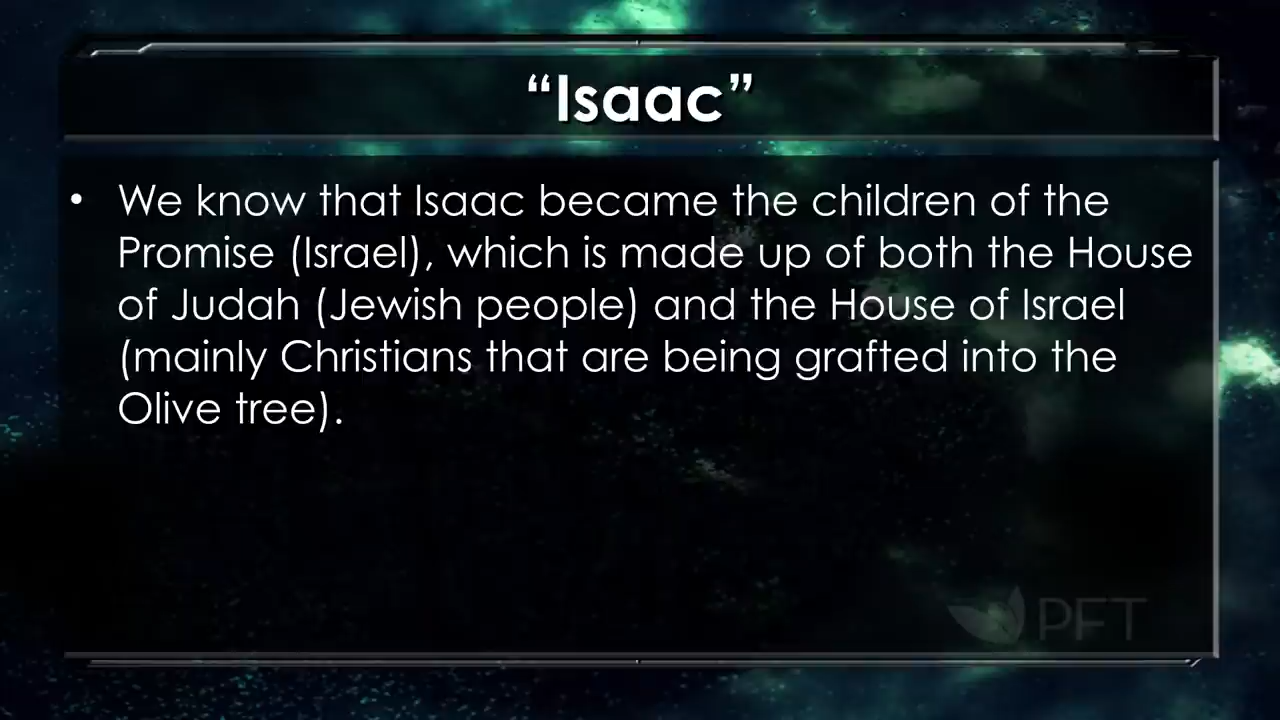 “Isaac”
• We know that Isaac became the children of the
Promise (Israel), which is made up of both the House
of Judah (Jewish people) and the House of Israel
(mainly Christians that are being grafted into the
Olive tree).
PFT